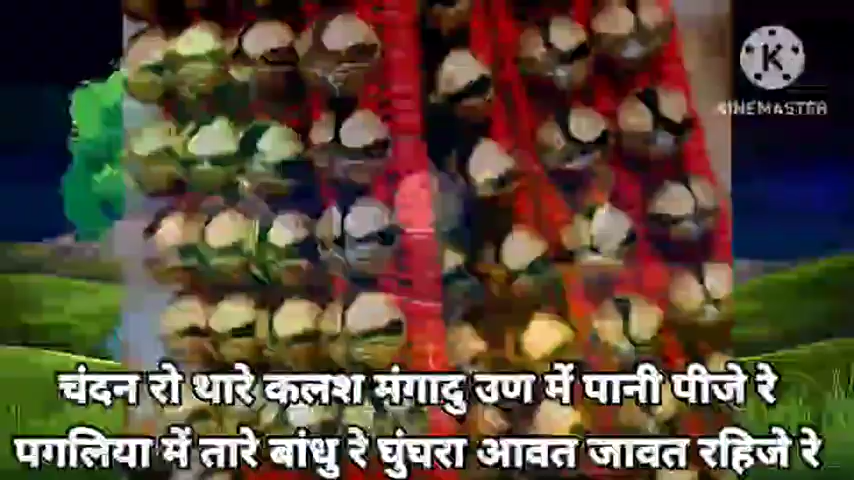 KINEMASTER
चंदन रो थारे कलश मंगादु उण में पानी पीजे रे
पगलिया में तारे बांधु रे घुंघरा आवत जावत रहिजे रे